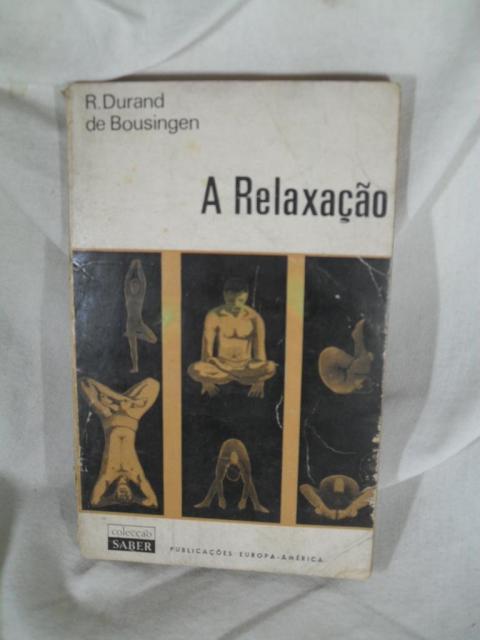 R. Durand
de Bousingen
A Relaxação
colecção
SABER
PUBLICAÇÕES EUROPA-AMÉRICA